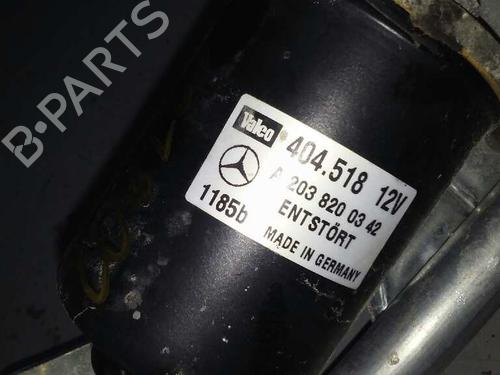 B-PARTS
Valeo 404.518 12V
A 203 820 03 42
1185b ENTSTÖRT
MADE IN GERMANY